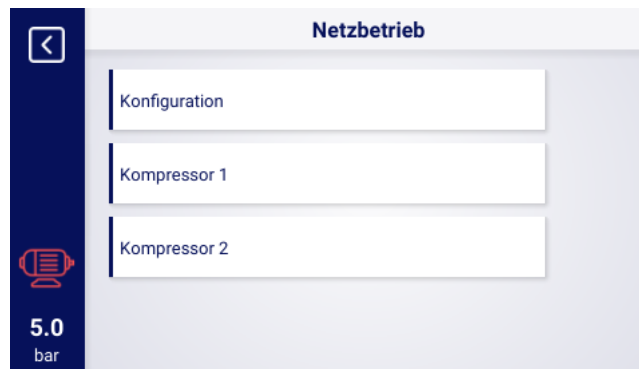 Netzbetrieb
Konfiguration
Kompressor 1
Kompressor 2
5.0
bar